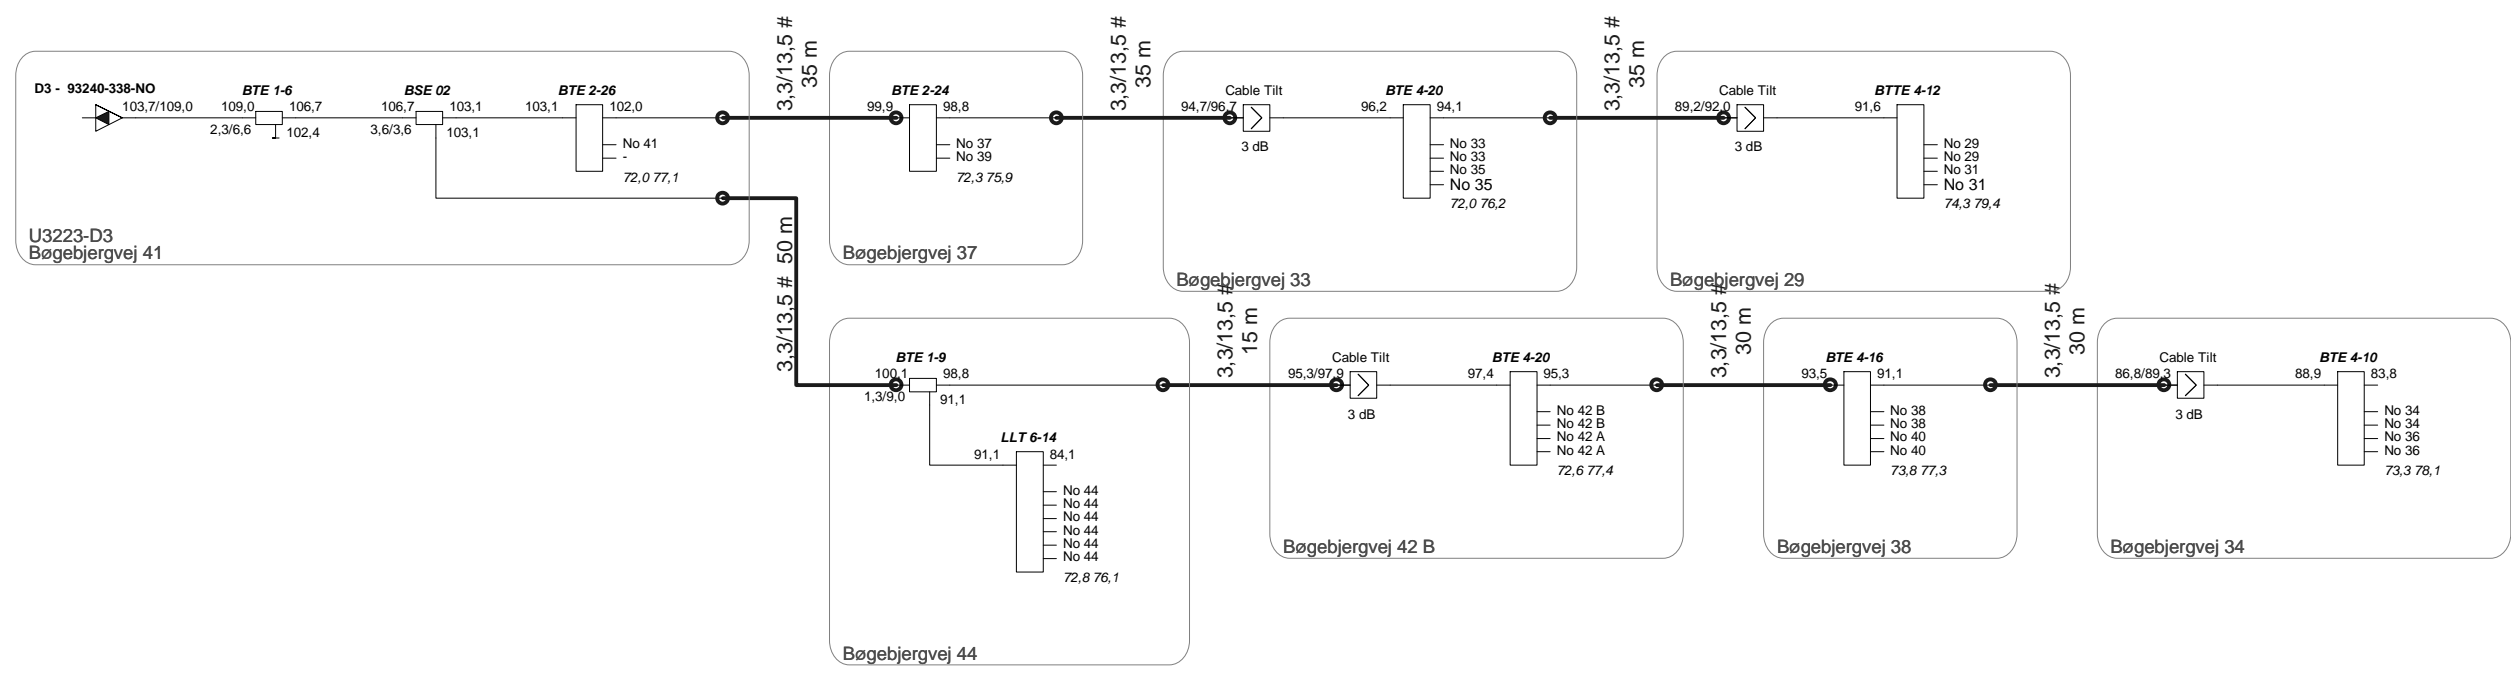 3,3/13,5 #
35 m
3,3/13,5 #
35 m
3,3/13,5 #
35 m
D3 - 93240-338-NO
103,7/109,0
BTE 1-6
109,0
106,7
2,3/6,6
102,4
BSE 02
106,7
103,1
3,6/3,6
103,1
BTE 2-26
103,1
102,0
No 41
-
72,0 77,1
U3223-D3
Bøgebjergvej 41
BTE 2-24
99,9
98,8
No 37
No 39
72,3 75,9
Bøgebjergvej 37
Cable Tilt
94,7/96,7
3 dB
BTE 4-20
96,2
94,1
No 33
No 33
No 35
No 35
72,0 76,2
Bøgebjergvej 33
Cable Tilt
89,2/92,0
3 dB
BTTE 4-12
91,6
No 29
No 29
No 31
No 31
74,3 79,4
Bøgebjergvej 29
3,3/13,5 # 50 m
3,3/13,5 #
15 m
3,3/13,5 #
30 m
3,3/13,5 #
30 m
BTE 1-9
100,1
98,8
1,3/9,0
91,1
LLT 6-14
91,1
84,1
No 44
No 44
No 44
No 44
No 44
No 44
72,8 76,1
Bøgebjergvej 44
Cable Tilt
95,3/97,9
3 dB
BTE 4-20
97,4
95,3
No 42 B
No 42 B
No 42 A
No 42 A
72,6 77,4
Bøgebjergvej 42 B
BTE 4-16
93,5
91,1
No 38
No 38
No 40
No 40
73,8 77,3
Bøgebjergvej 38
Cable Tilt
86,8/89,3
3 dB
BTE 4-10
88,9
83,8
No 34
No 34
No 36
No 36
73,3 78,1
Bøgebjergvej 34